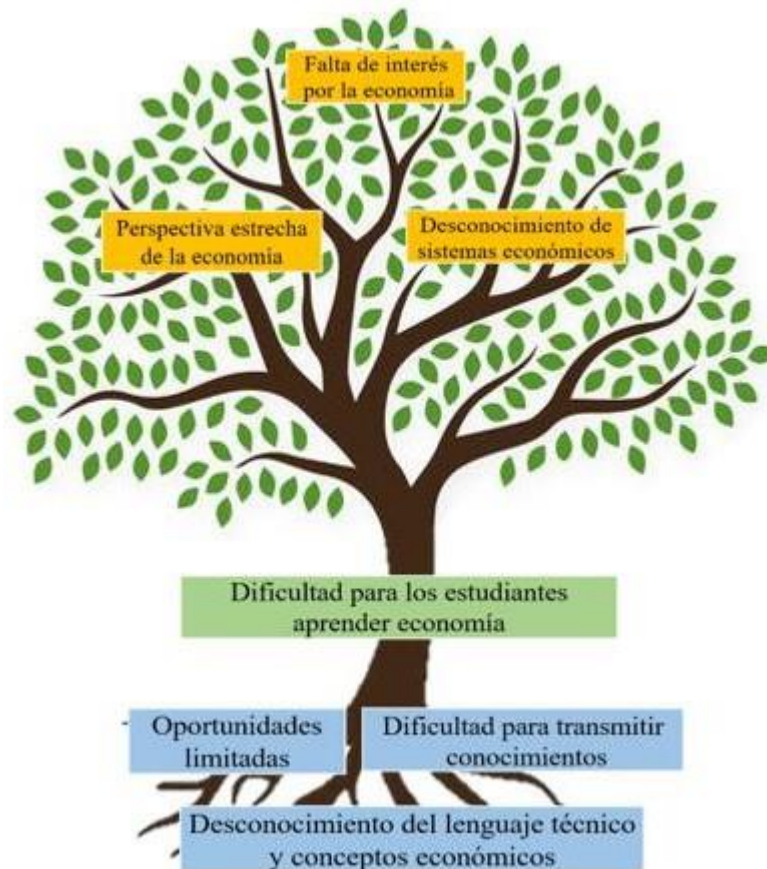 Falta de interés
por la economía
Perspectiva estrecha
de la economía
Desconocimiento de
sistemas económicos
Dificultad para los estudiantes
aprender economía
Oportunidades
limitadas
Dificultad para transmitir
conocimientos
Desconocimiento del lenguaje técnico
y conceptos económicos